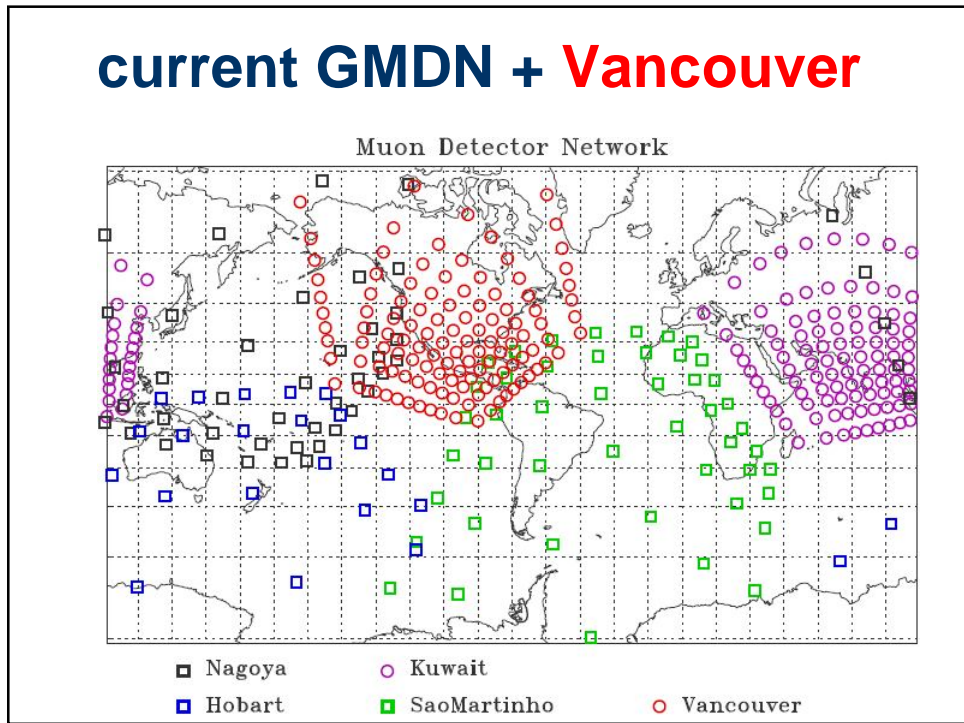 current GMDN + Vancouver
Muon Detector Network
Nagoya
Kuwait
Hobart
SaoMartinho
Vancouver